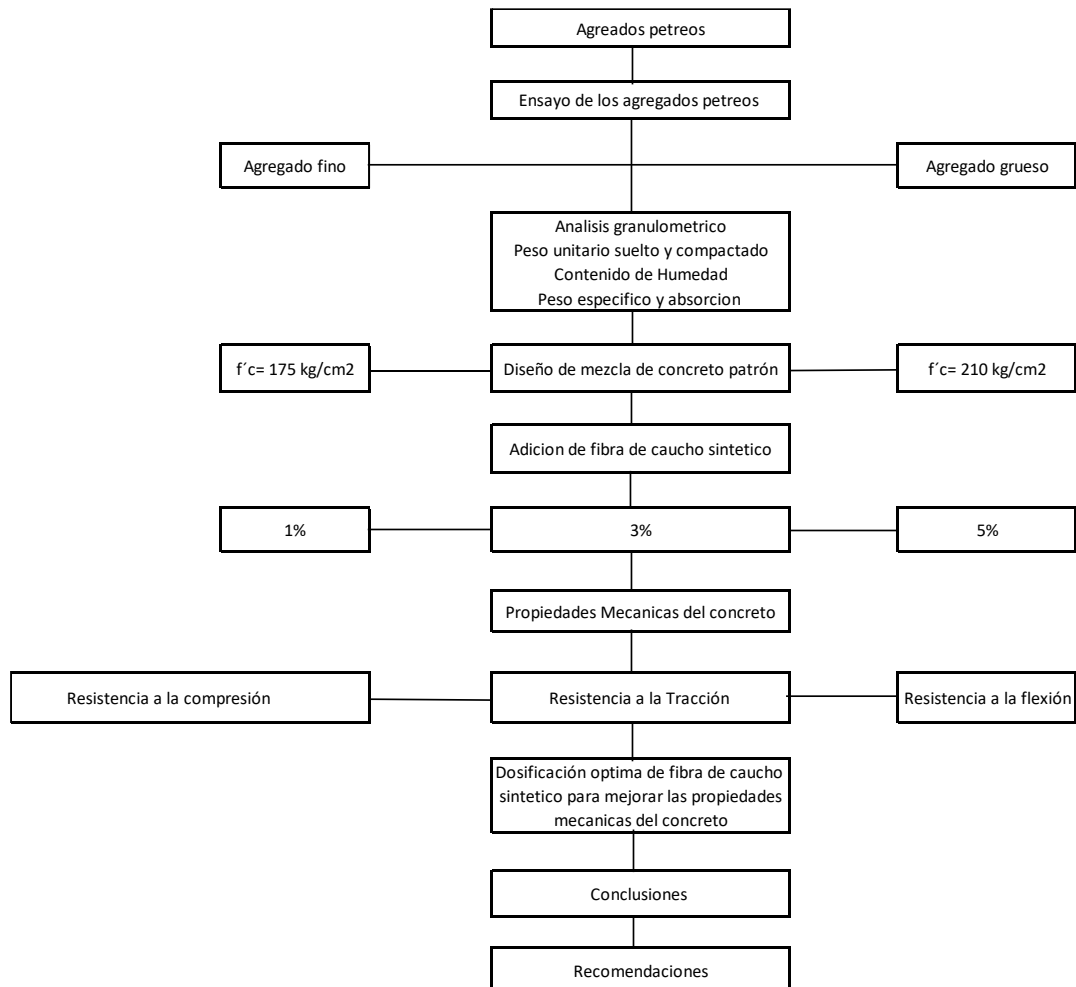 Agreados petreos
Ensayo de los agregados petreos
Agregado fino
Agregado grueso
Analisis granulometrico
Peso unitario suelto y compactado
Contenido de Humedad
Peso especifico y absorcion
f´c= 175 kg/cm2
Diseño de mezcla de concreto patrón
f´c= 210 kg/cm2
Adicion de fibra de caucho sintetico
1%
3%
5%
Propiedades Mecanicas del concreto
Resistencia a la compresión
Resistencia a la Tracción
Resistencia a la flexión
Dosificación optima de fibra de caucho
sintetico para mejorar las propiedades
mecanicas del concreto
Conclusiones
Recomendaciones